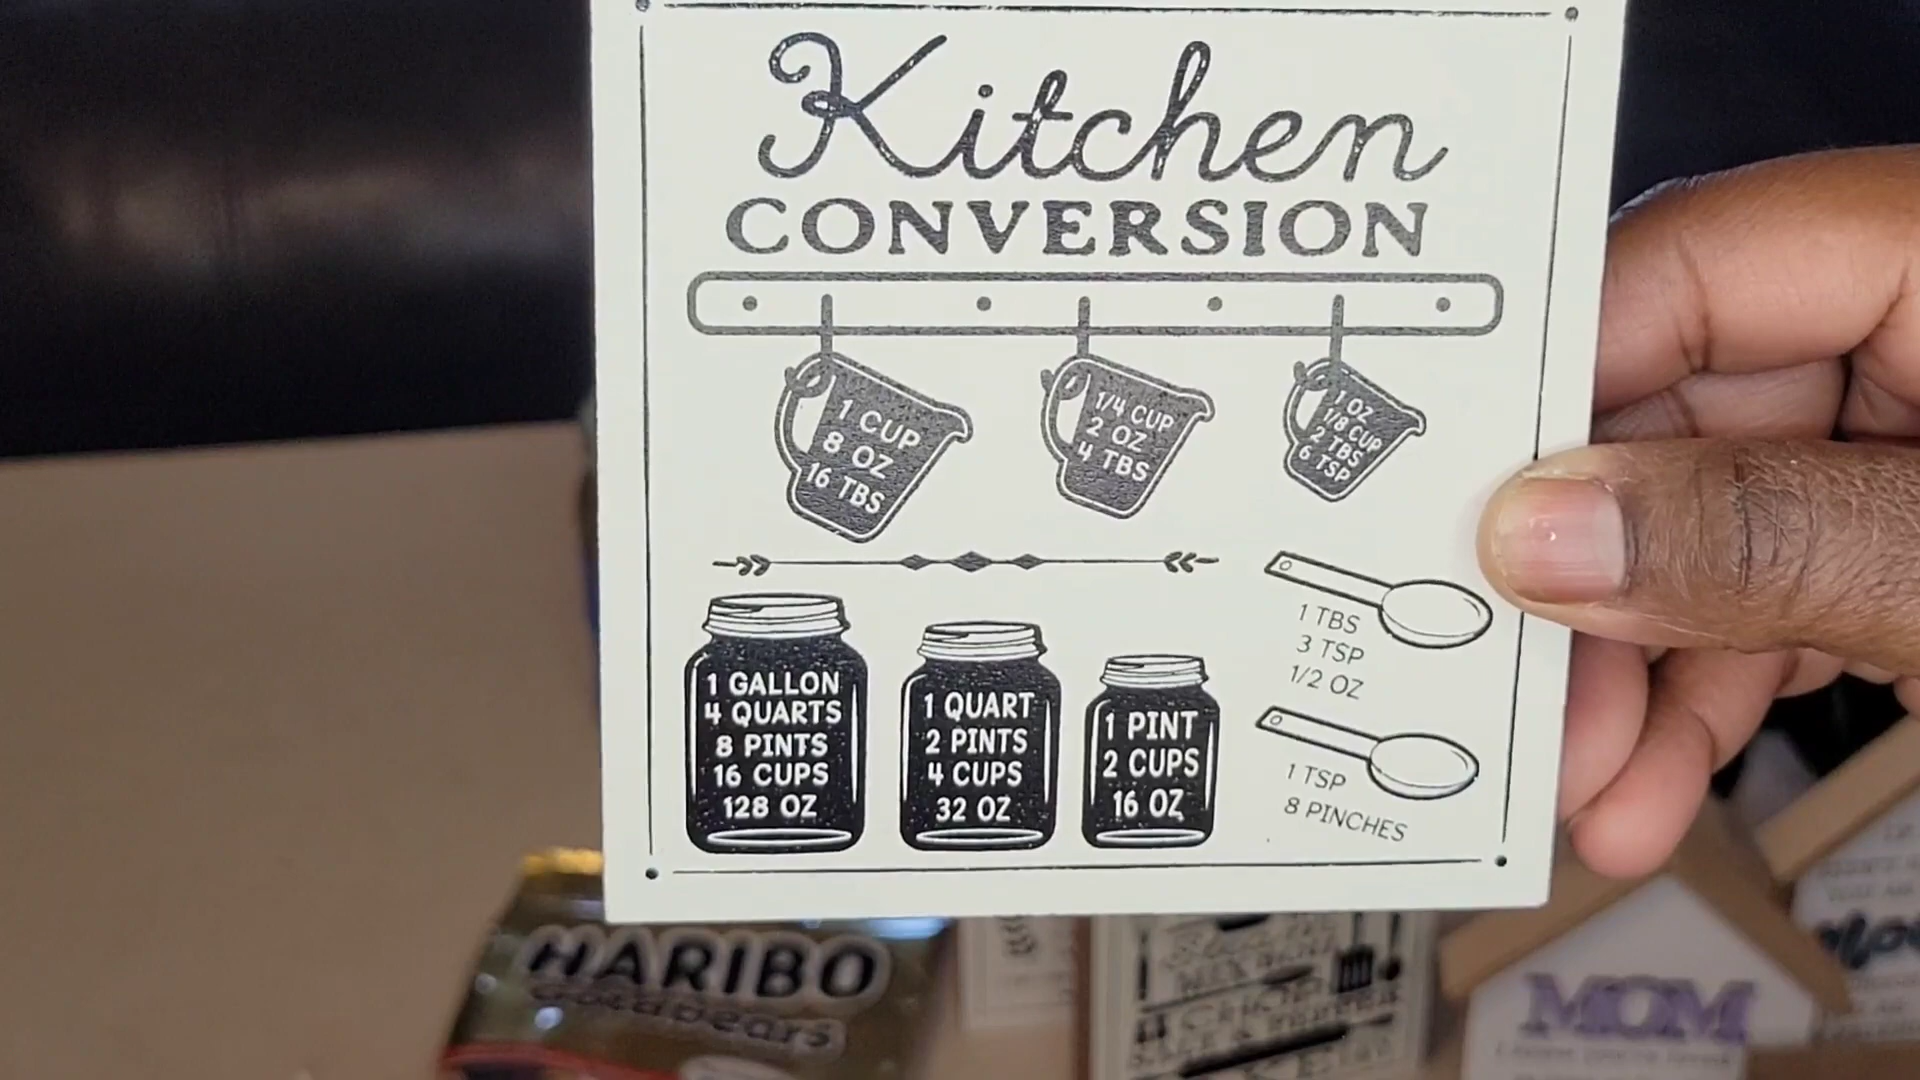 Kitchen
CONVERSION
1 CUP
8 OZ
16 TBS
1/4 CUP
2 OZ
4 TBS
1 OZ
1/8 CUP
2 TBS
6 TSP
1 TBS
3 TSP
1/2 OZ
1 GALLON
4 QUARTS
8 PINTS
16 CUPS
128 OZ
1 QUART
2 PINTS
4 CUPS
32 OZ
1 PINT
2 CUPS
16 OZ
1 TSP
8 PINCHES
HARIBO
Goldbears
MOM